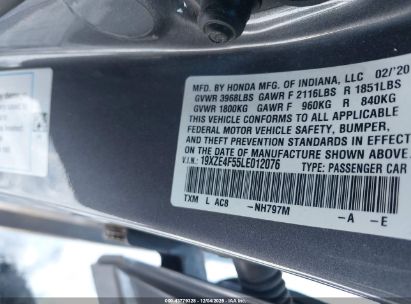 MFD. BY HONDA MFG. OF INDIANA, LLC 02/'20
GVWR 3968LBS GAWR F 2116LBS R 1851LBS
GVWR 1800KG GAWR F 960KG R 840KG
THIS VEHICLE CONFORMS TO ALL APPLICABLE
FEDERAL MOTOR VEHICLE SAFETY, BUMPER,
AND THEFT PREVENTION STANDARDS IN EFFECT
ON THE DATE OF MANUFACTURE SHOWN ABOVE.
V.I.N. 19XZE4F55LE012076 TYPE: PASSENGER CAR
TXM L AC8 -NH797M -A -E